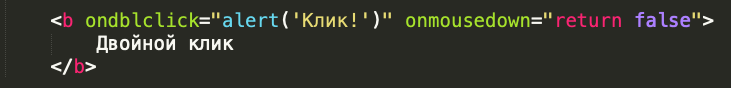 <b ondblclick="alert('Клик!')" onmousedown="return false">
Двойной клик
</b>